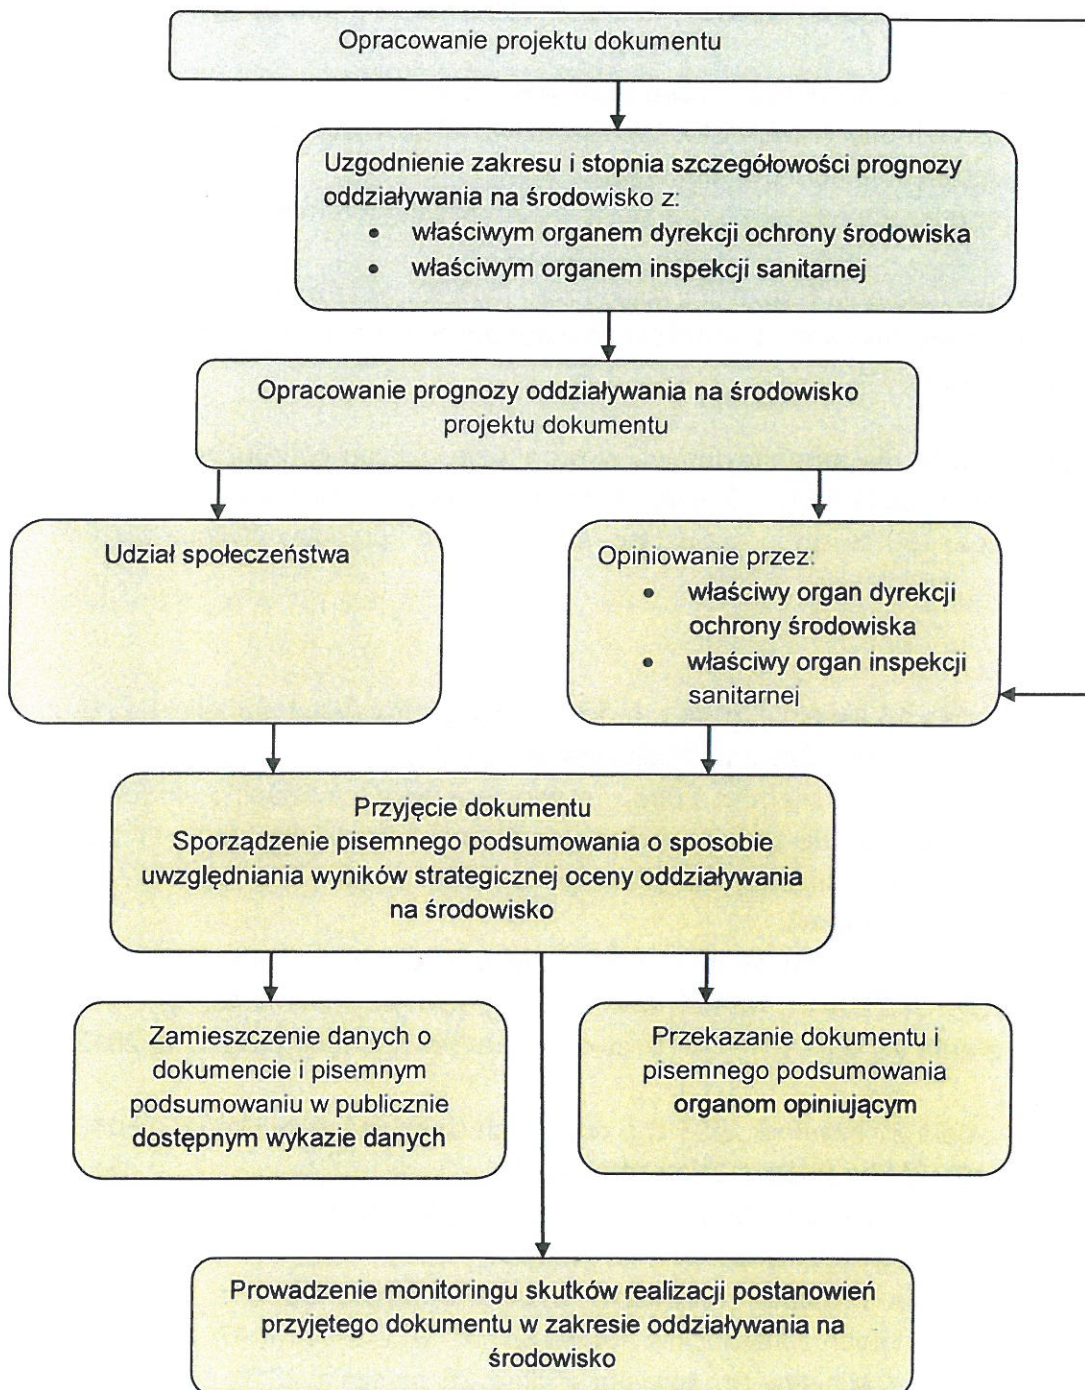 Opracowanie projektu dokumentu
Uzgodnienie zakresu i stopnia szczegółowości prognozy
oddziaływania na środowisko z:
• właściwym organem dyrekcji ochrony środowiska
• właściwym organem inspekcji sanitarnej
Opracowanie prognozy oddziaływania na środowisko
projektu dokumentu
Udział społeczeństwa
Opiniowanie przez:
• właściwy organ dyrekcji
ochrony środowiska
• właściwy organ inspekcji
sanitarnej
Przyjęcie dokumentu
Sporządzenie pisemnego podsumowania o sposobie
uwzględniania wyników strategicznej oceny oddziaływania
na środowisko
Zamieszczenie danych o
dokumencie i pisemnym
podsumowaniu w publicznie
dostępnym wykazie danych
Przekazanie dokumentu i
pisemnego podsumowania
organom opiniującym
Prowadzenie monitoringu skutków realizacji postanowień
przyjętego dokumentu w zakresie oddziaływania na
środowisko